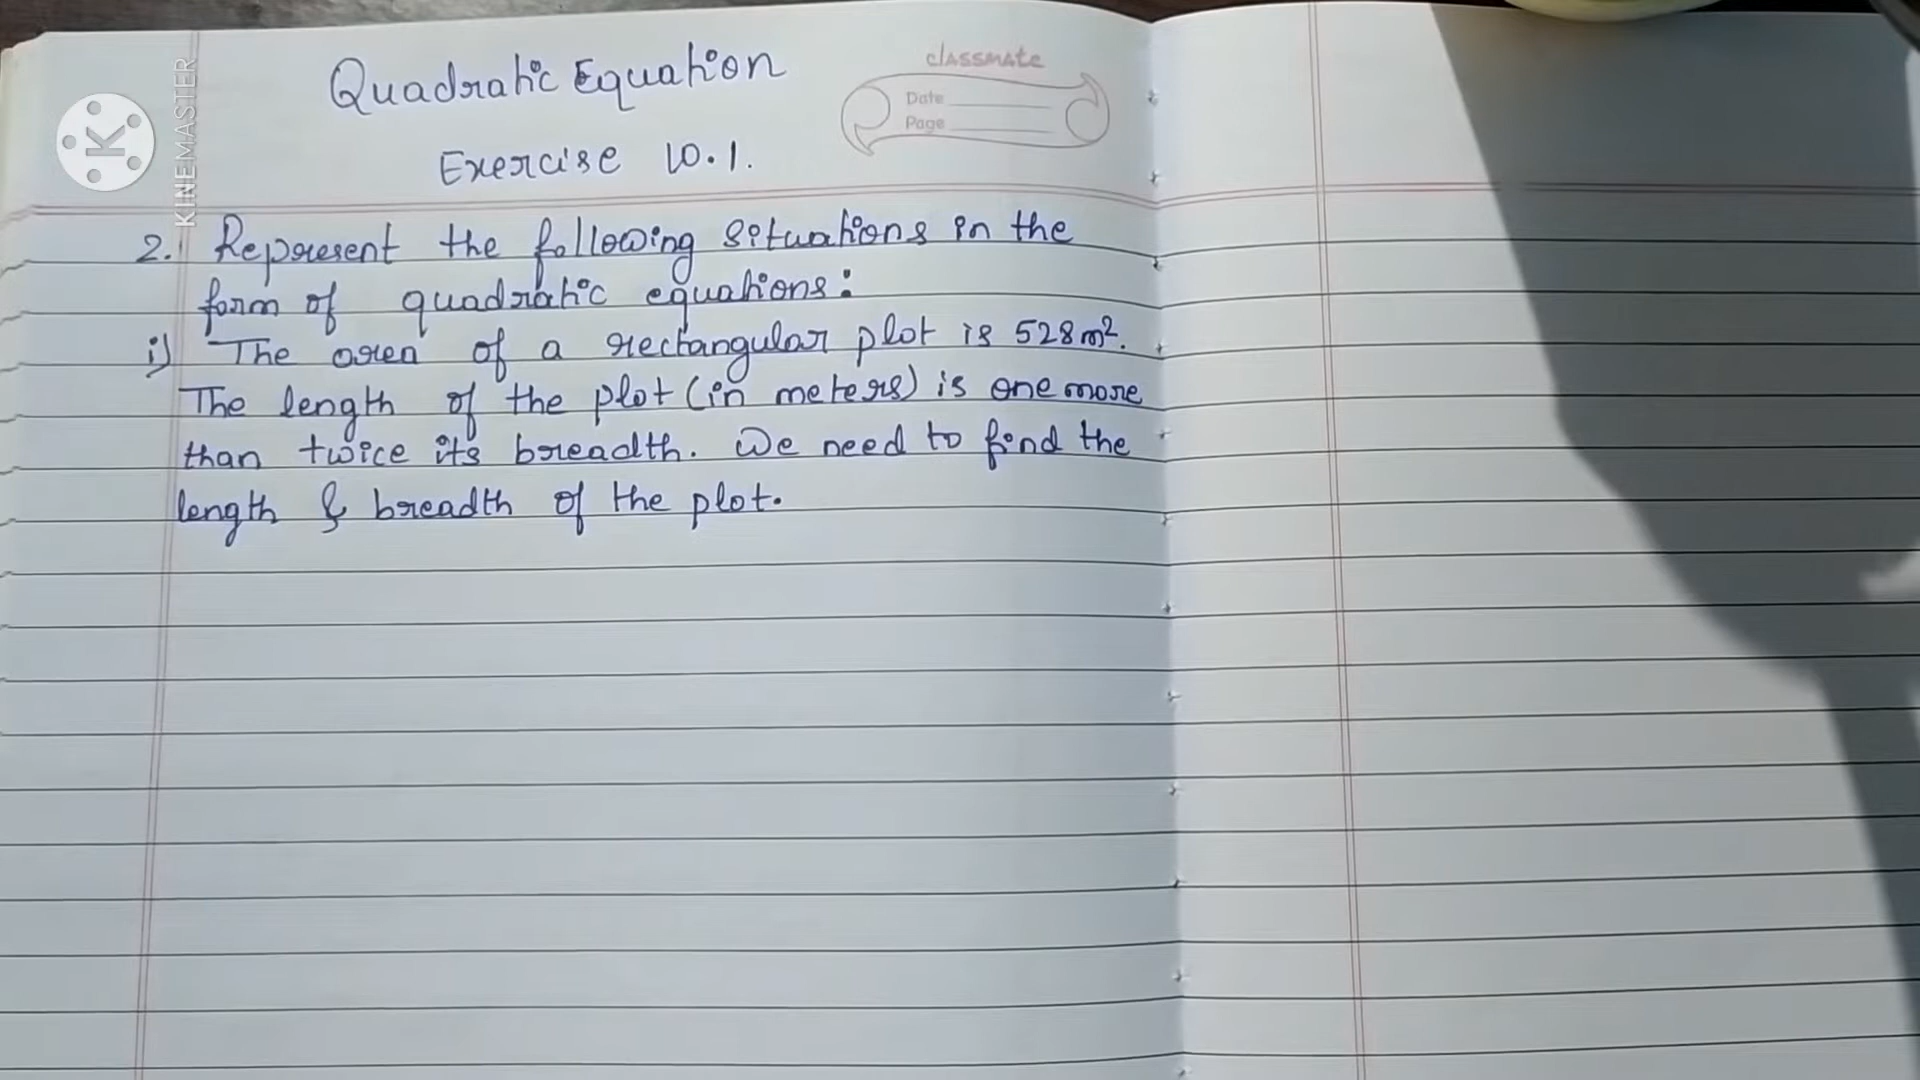 Quadratic Equation
Exercise 10.1.
classmate
Date
Page
KINEMASTER
2. Represent the following situations in the
form of quadratic equations:
i) The area of a rectangular plot is 528m².
The length of the plot (in meters) is one more
than twice its breadth. We need to find the
length & breadth of the plot.